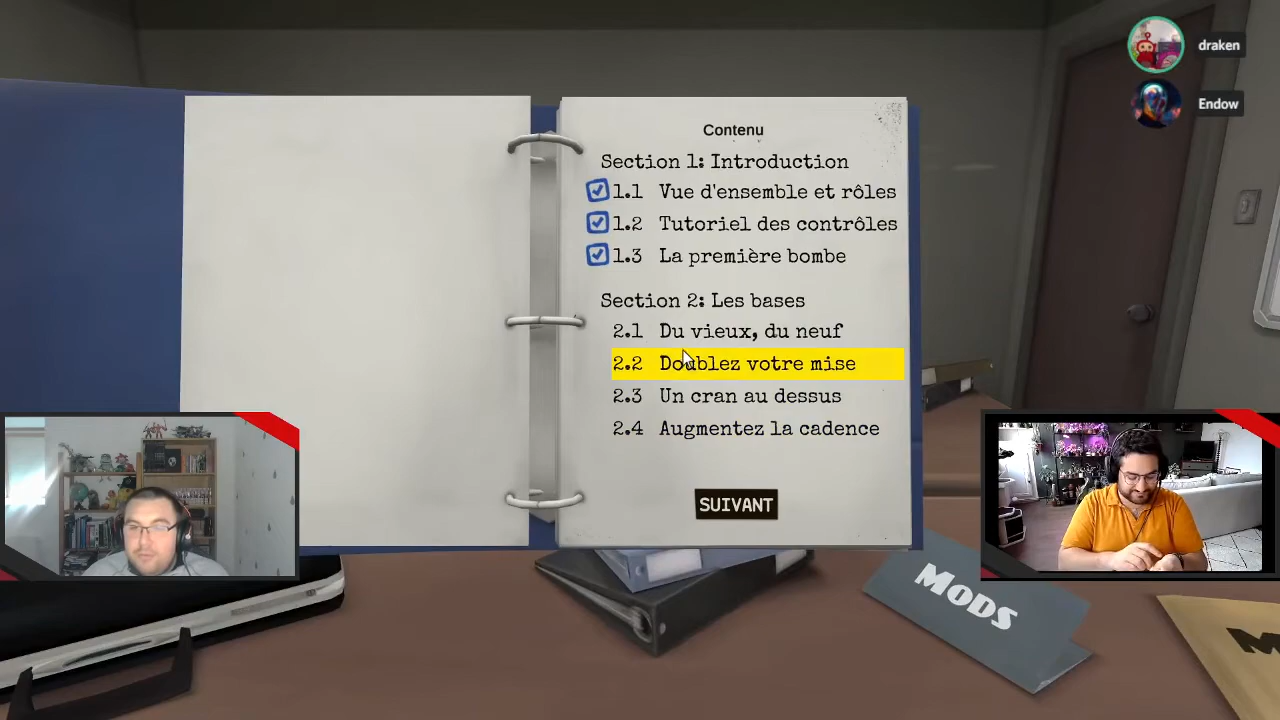 draken
Endow
Contenu
Section 1: Introduction
1.1 Vue d'ensemble et rôles
1.2 Tutoriel des contrôles
1.3 La première bombe
Section 2: Les bases
2.1 Du vieux, du neuf
2.2 Doublez votre mise
2.3 Un cran au dessus
2.4 Augmentez la cadence
SUIVANT
MODS